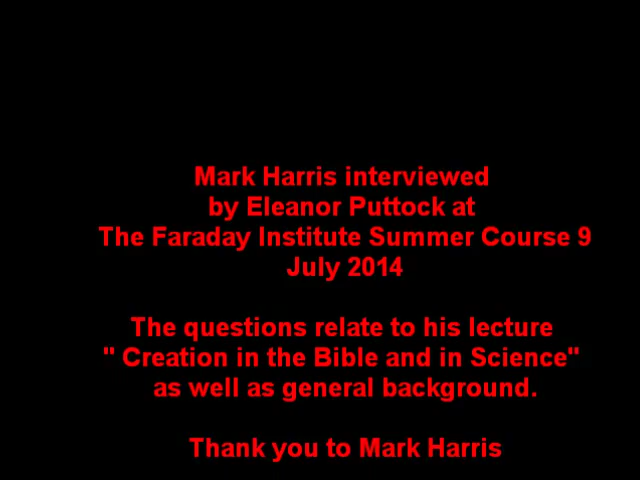 Mark Harris interviewed
by Eleanor Puttock at
The Faraday Institute Summer Course 9
July 2014
The questions relate to his lecture
" Creation in the Bible and in Science"
as well as general background.
Thank you to Mark Harris